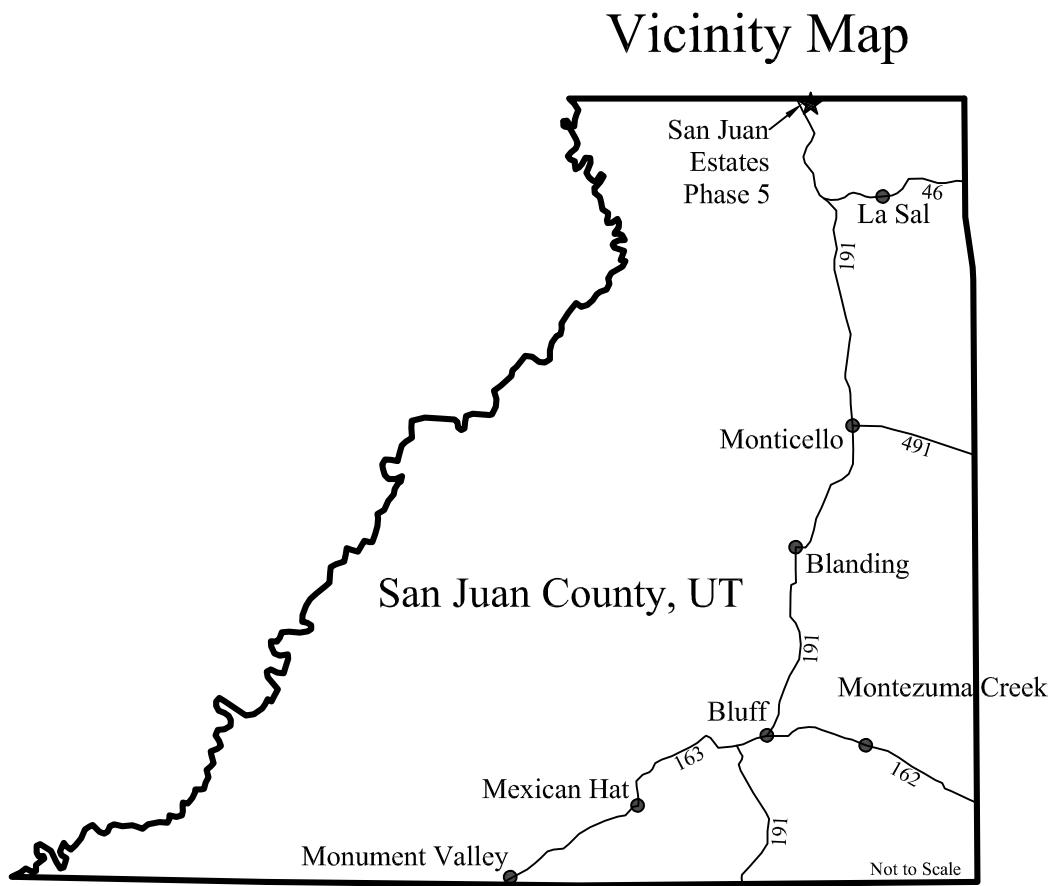 Vicinity Map
San Juan
Estates
Phase 5
46
La Sal
191
Monticello
491
Blanding
San Juan County, UT
191
Montezuma Creek
Bluff
163
162
Mexican Hat
191
Monument Valley
Not to Scale